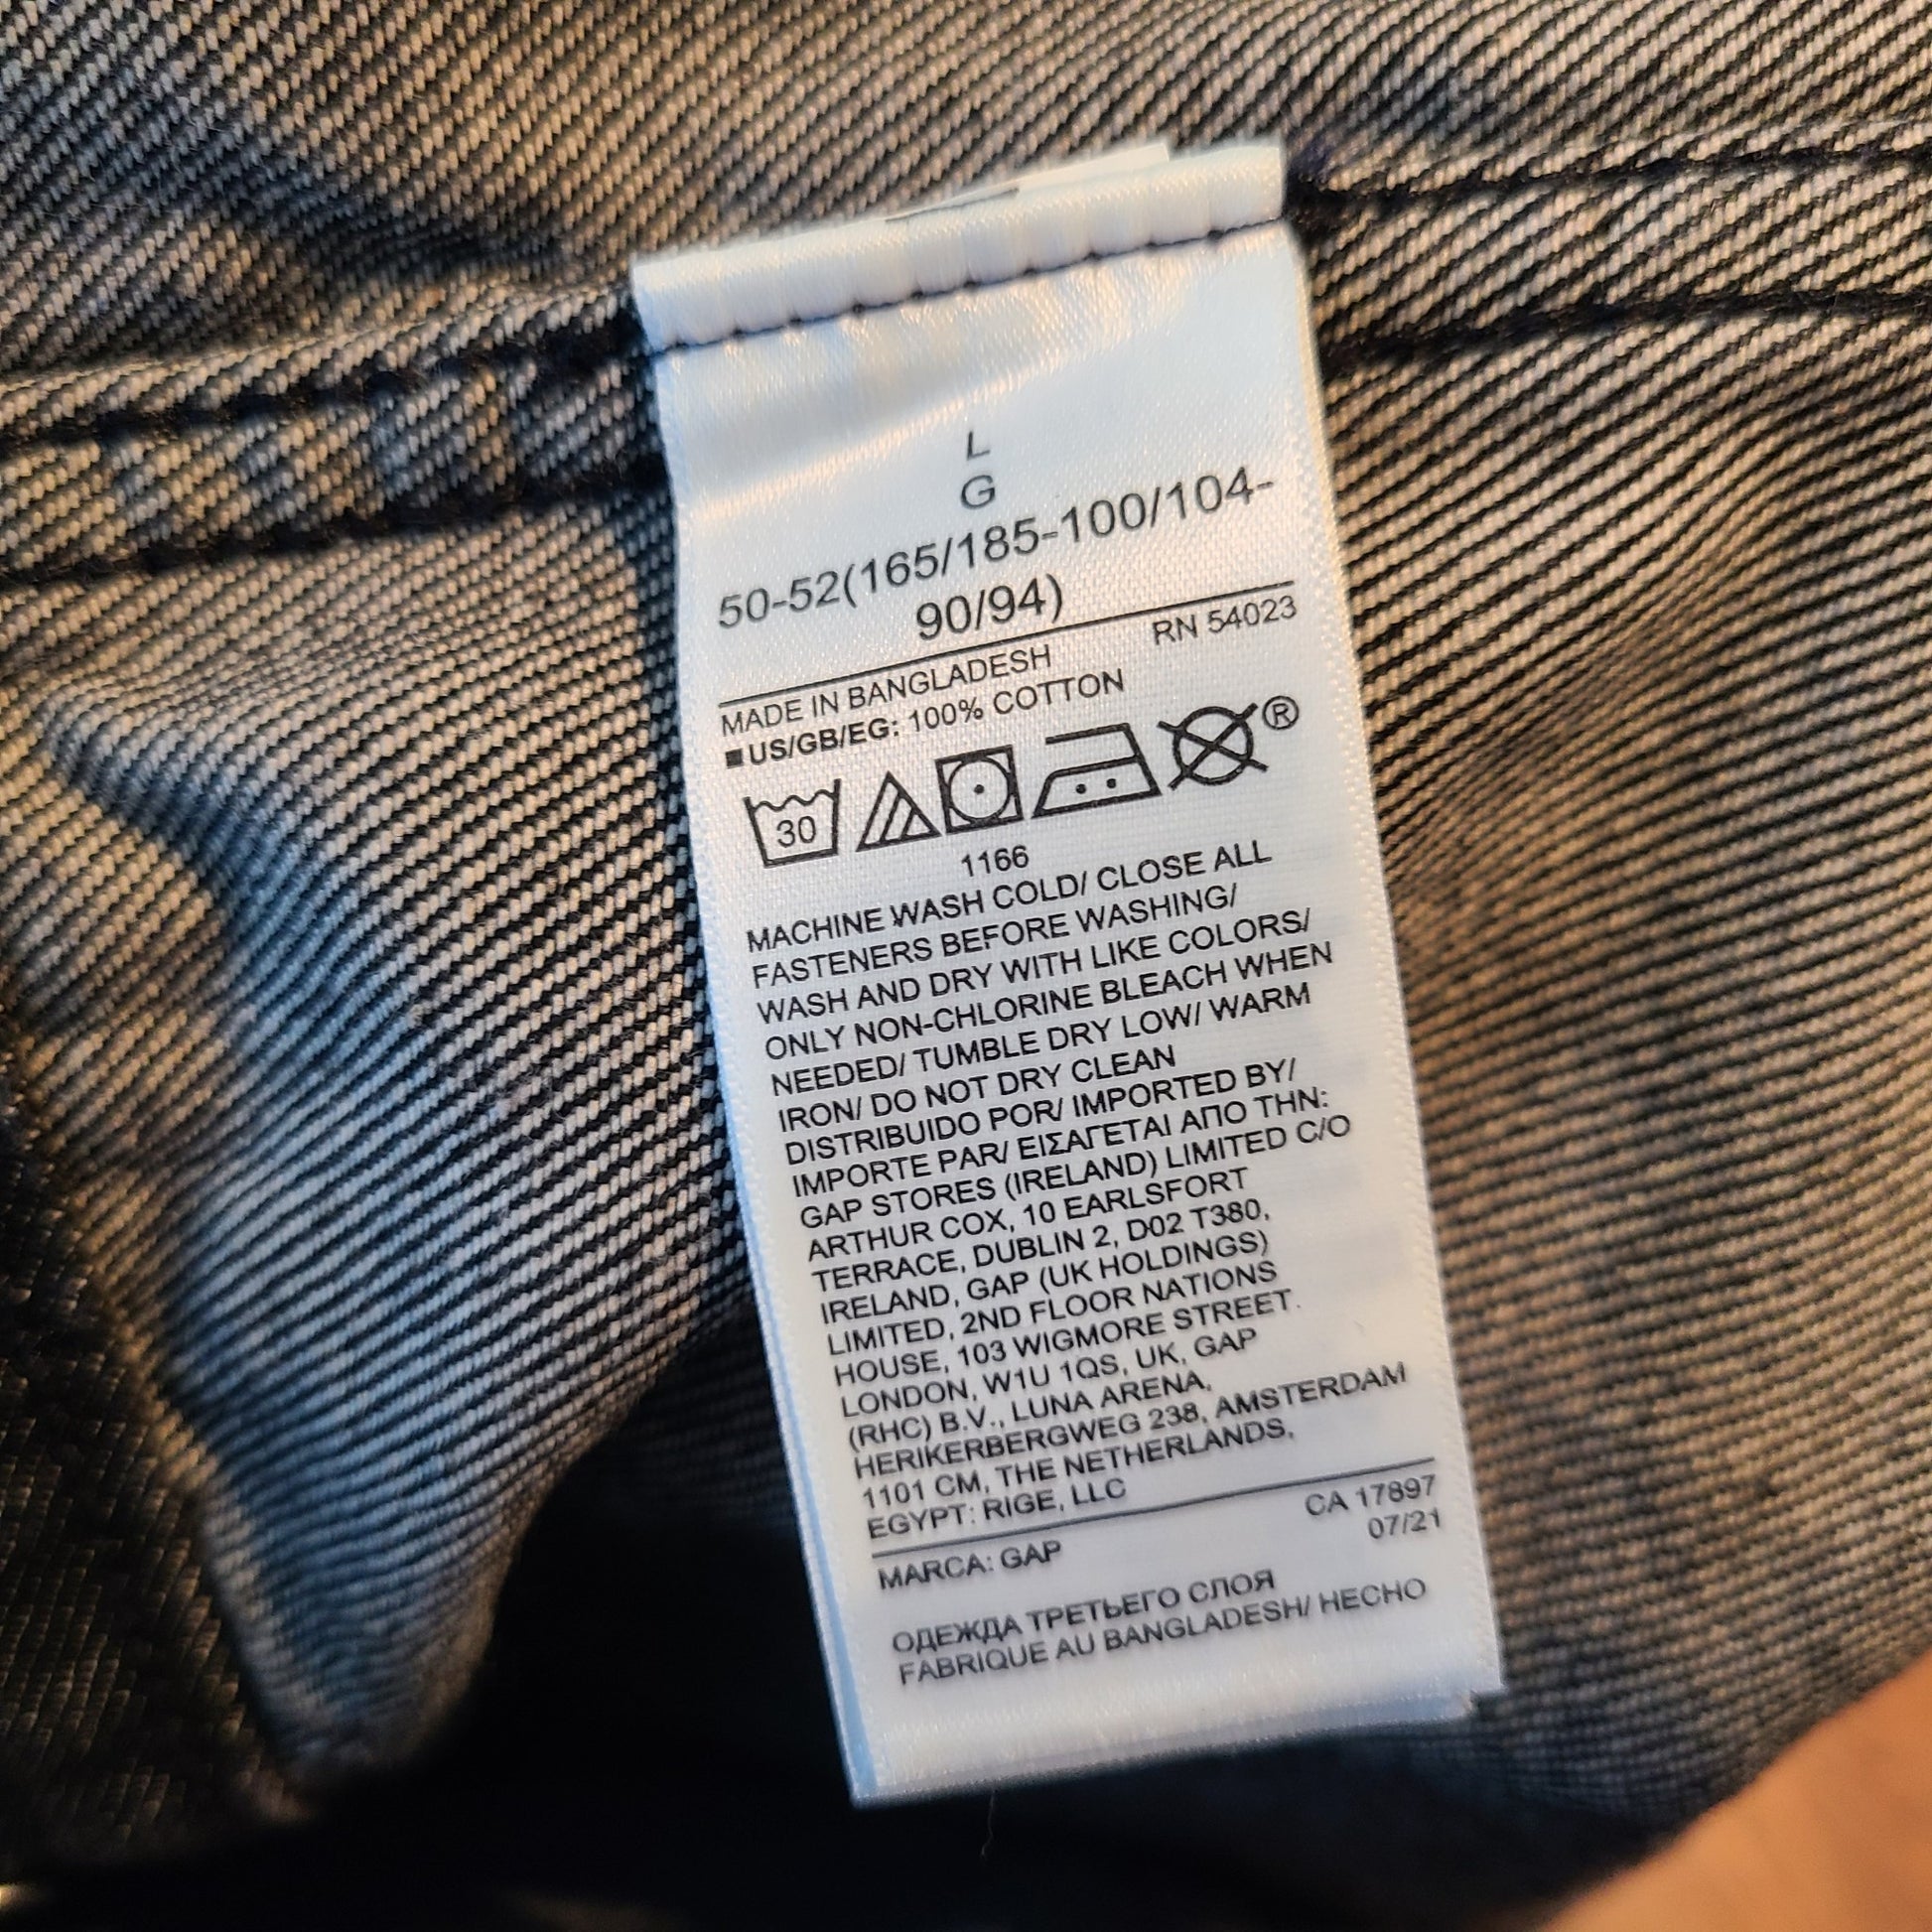 L
G
50-52(165/185-100/104-
90/94)
MADE IN BANGLADESH RN 54023
■US/GB/EG: 100% COTTON
30 ®
1166
MACHINE WASH COLD/ CLOSE ALL
FASTENERS BEFORE WASHING/
WASH AND DRY WITH LIKE COLORS/
ONLY NON-CHLORINE BLEACH WHEN
NEEDED/ TUMBLE DRY LOW/ WARM
IRON/ DO NOT DRY CLEAN
DISTRIBUIDO POR/ IMPORTED BY/
IMPORTE PAR/ ΕΙΣΑΓΕΤΑΙ ΑΠΟ ΤΗΝ:
GAP STORES (IRELAND) LIMITED C/O
ARTHUR COX, 10 EARLSFORT
TERRACE, DUBLIN 2, D02 T380,
IRELAND, GAP (UK HOLDINGS)
LIMITED, 2ND FLOOR NATIONS
HOUSE, 103 WIGMORE STREET.
LONDON, W1U 1QS, UK, GAP
(RHC) B.V., LUNA ARENA,
HERIKERBERGWEG 238, AMSTERDAM
1101 CM, THE NETHERLANDS,
EGYPT: RIGE, LLC
MARCA: GAP CA 17897
07/21
ОДЕЖДА ТРЕТЬЕГО СЛОЯ
FABRIQUE AU BANGLADESH/ HECHO